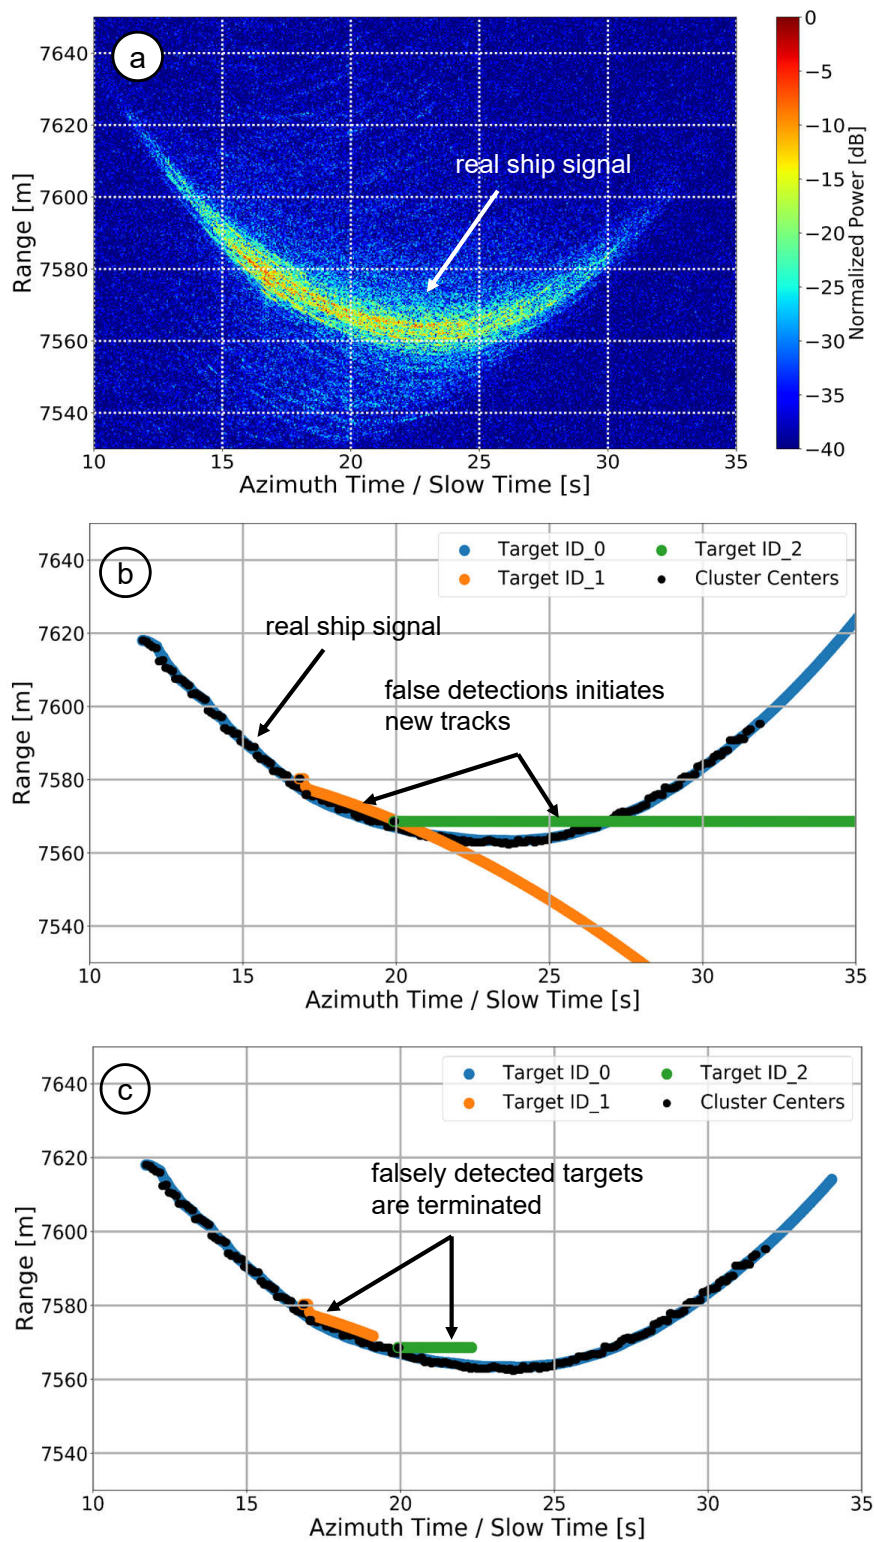 a
real ship signal
7640
7620
7600
7580
7560
7540
Range [m]
10 15 20 25 30 35
Azimuth Time / Slow Time [s]
0
−5
−10
−15
−20
−25
−30
−35
−40
Normalized Power [dB]
b
Target ID_0 Target ID_2
Target ID_1 Cluster Centers
real ship signal
false detections initiates
new tracks
7640
7620
7600
7580
7560
7540
Range [m]
10 15 20 25 30 35
Azimuth Time / Slow Time [s]
c
Target ID_0 Target ID_2
Target ID_1 Cluster Centers
falsely detected targets
are terminated
7640
7620
7600
7580
7560
7540
Range [m]
10 15 20 25 30 35
Azimuth Time / Slow Time [s]